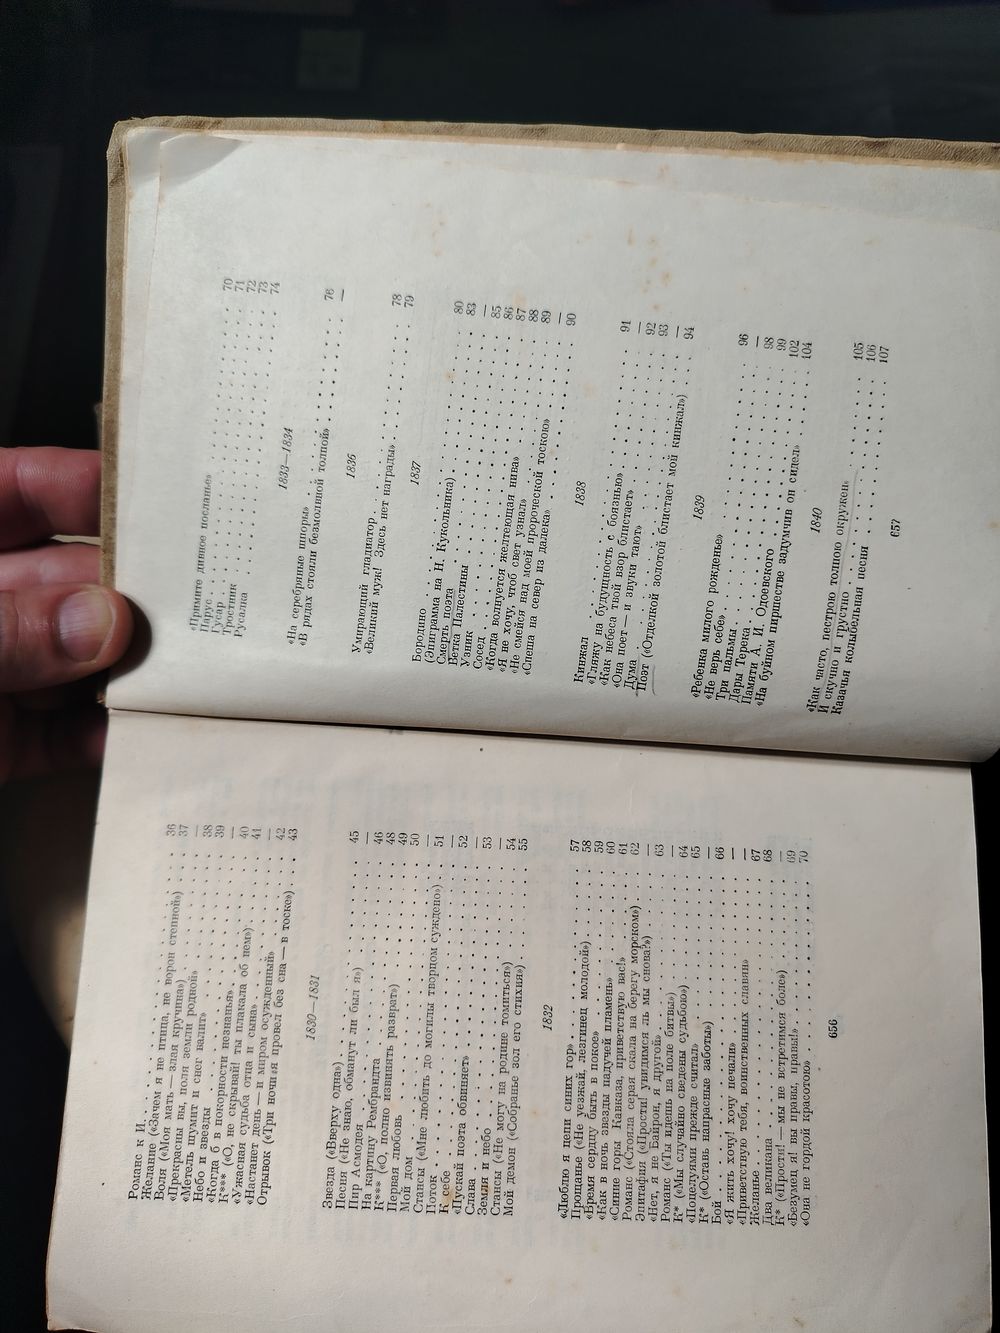 Романс к И. . . . 36
Желание («Зачем я не птица, не ворон степной») . . . 37
Воля («Моя мать — злая кручина») . . . —
«Прекрасны вы, поля земли родной» . . . 38
«Метель шумит и снег валит» . . . 39
Небо и звезды . . . —
«Когда б в покорности незнанья» . . . 40
К*** («О, не скрывай! ты плакала об нем») . . . 41
«Ужасная судьба отца и сына» . . . —
«Настанет день — и миром осужденный» . . . 42
Отрывок («Три ночи я провел без сна — в тоске») . . . 43
1830—1831
Звезда («Вверху одна») . . . 45
Песня («Не знаю, обманут ли был я») . . . —
Пир Асмодея . . . 46
На картину Рембрандта . . . 48
К*** («О, полно извинять разврат») . . . 49
Первая любовь . . . 50
Мой дом . . . —
Стансы («Мне любить до могилы творцом суждено») . . . 51
Поток . . . —
К себе . . . 52
«Пускай поэта обвиняет» . . . —
Слава . . . 53
Земля и небо . . . —
Стансы («Не могу на родине томиться») . . . 54
Мой демон («Собранье зол его стихия») . . . 55
1832
«Люблю я цепи синих гор» . . . 57
Прощанье («Не уезжай, лезгинец молодой») . . . 58
«Время сердцу быть в покое» . . . 59
«Как в ночь звезды падучей пламень» . . . 60
«Синие горы Кавказа, приветствую вас!» . . . 61
Романс («Стояла серая скала на берегу морском») . . . 62
Эпитафия («Прости! увидимся ль мы снова?») . . . —
«Нет, я не Байрон, я другой» . . . 63
Романс («Ты идешь на поле битвы») . . . —
К* («Мы случайно сведены судьбою») . . . 64
«Поцелуями прежде считал» . . . 65
К* («Оставь напрасные заботы») . . . —
Бой . . . 66
«Я жить хочу! хочу печали» . . . —
«Приветствую тебя, воинственных славян» . . . —
Желанье . . . 67
Два великана . . . 68
К* («Прости! — мы не встретимся боле») . . . —
«Безумец я! вы правы, правы!» . . . 69
«Она не гордой красотою» . . . 70
656
«Примите дивное посланье» . . . 70
Парус . . . 71
Гусар . . . 72
Тростник . . . 73
Русалка . . . 74
1833—1834
«На серебряные шпоры» . . . 76
«В рядах стояли безмолвной толпой» . . . —
1836
Умирающий гладиатор . . . 78
«Великий муж! Здесь нет награды» . . . 79
1837
Бородино . . . 80
(Эпиграмма на Н. Кукольника) . . . 83
Смерть поэта . . . —
Ветка Палестины . . . 85
Узник . . . 86
Сосед . . . 87
«Когда волнуется желтеющая нива» . . . 88
«Я не хочу, чтоб свет узнал» . . . 89
«Не смейся над моей пророческой тоскою» . . . —
«Спеша на север из далека» . . . 90
1838
Кинжал . . . 91
«Гляжу на будущность с боязнью» . . . —
«Как небеса твой взор блистает» . . . 92
«Она поет — и звуки тают» . . . 93
Дума . . . —
Поэт («Отделкой золотой блистает мой кинжал») . . . 94
1839
«Ребенка милого рожденье» . . . 96
«Не верь себе» . . . —
Три пальмы . . . 98
Дары Терека . . . 99
Памяти А. И. Одоевского . . . 102
«На буйном пиршестве задумчив он сидел» . . . 104
1840
«Как часто, пестрою толпою окружен» . . . 105
И скучно и грустно . . . 106
Казачья колыбельная песня . . . 107
657